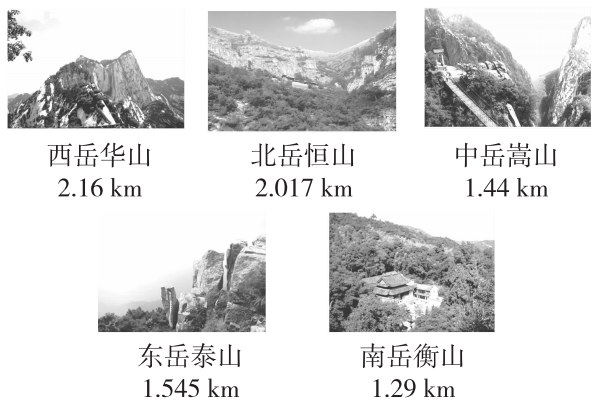 西岳华山
2.16 km
北岳恒山
2.017 km
中岳嵩山
1.44 km
东岳泰山
1.545 km
南岳衡山
1.29 km